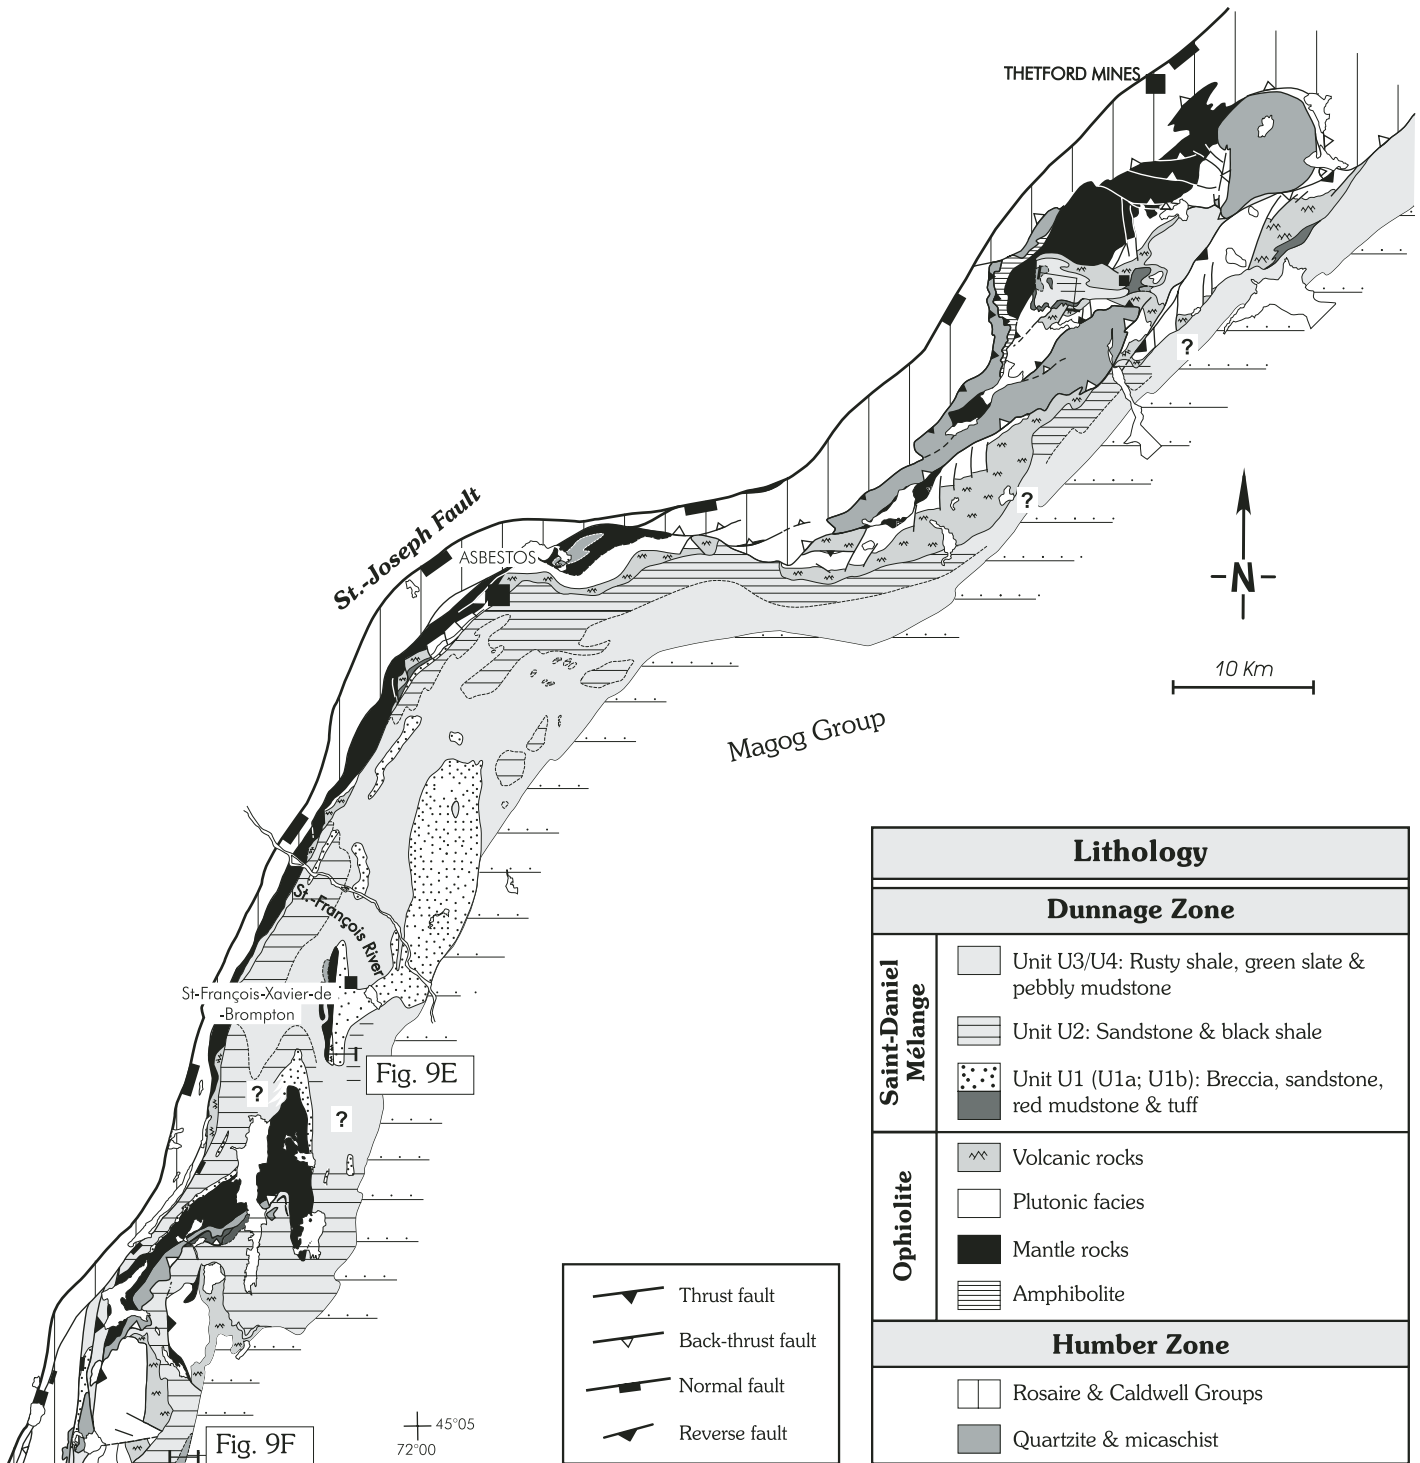 THETFORD MINES
?
?
St.-Joseph Fault
ASBESTOS
N
10 Km
Magog Group
St.-François River
St-François-Xavier-de
-Brompton
Fig. 9E
?
?
Fig. 9F
45°05
72°00
Thrust fault
Back-thrust fault
Normal fault
Reverse fault
Lithology
Dunnage Zone
Saint-Daniel
Mélange
Unit U3/U4: Rusty shale, green slate &
pebbly mudstone
Unit U2: Sandstone & black shale
Unit U1 (U1a; U1b): Breccia, sandstone,
red mudstone & tuff
Ophiolite
Volcanic rocks
Plutonic facies
Mantle rocks
Amphibolite
Humber Zone
Rosaire & Caldwell Groups
Quartzite & micaschist